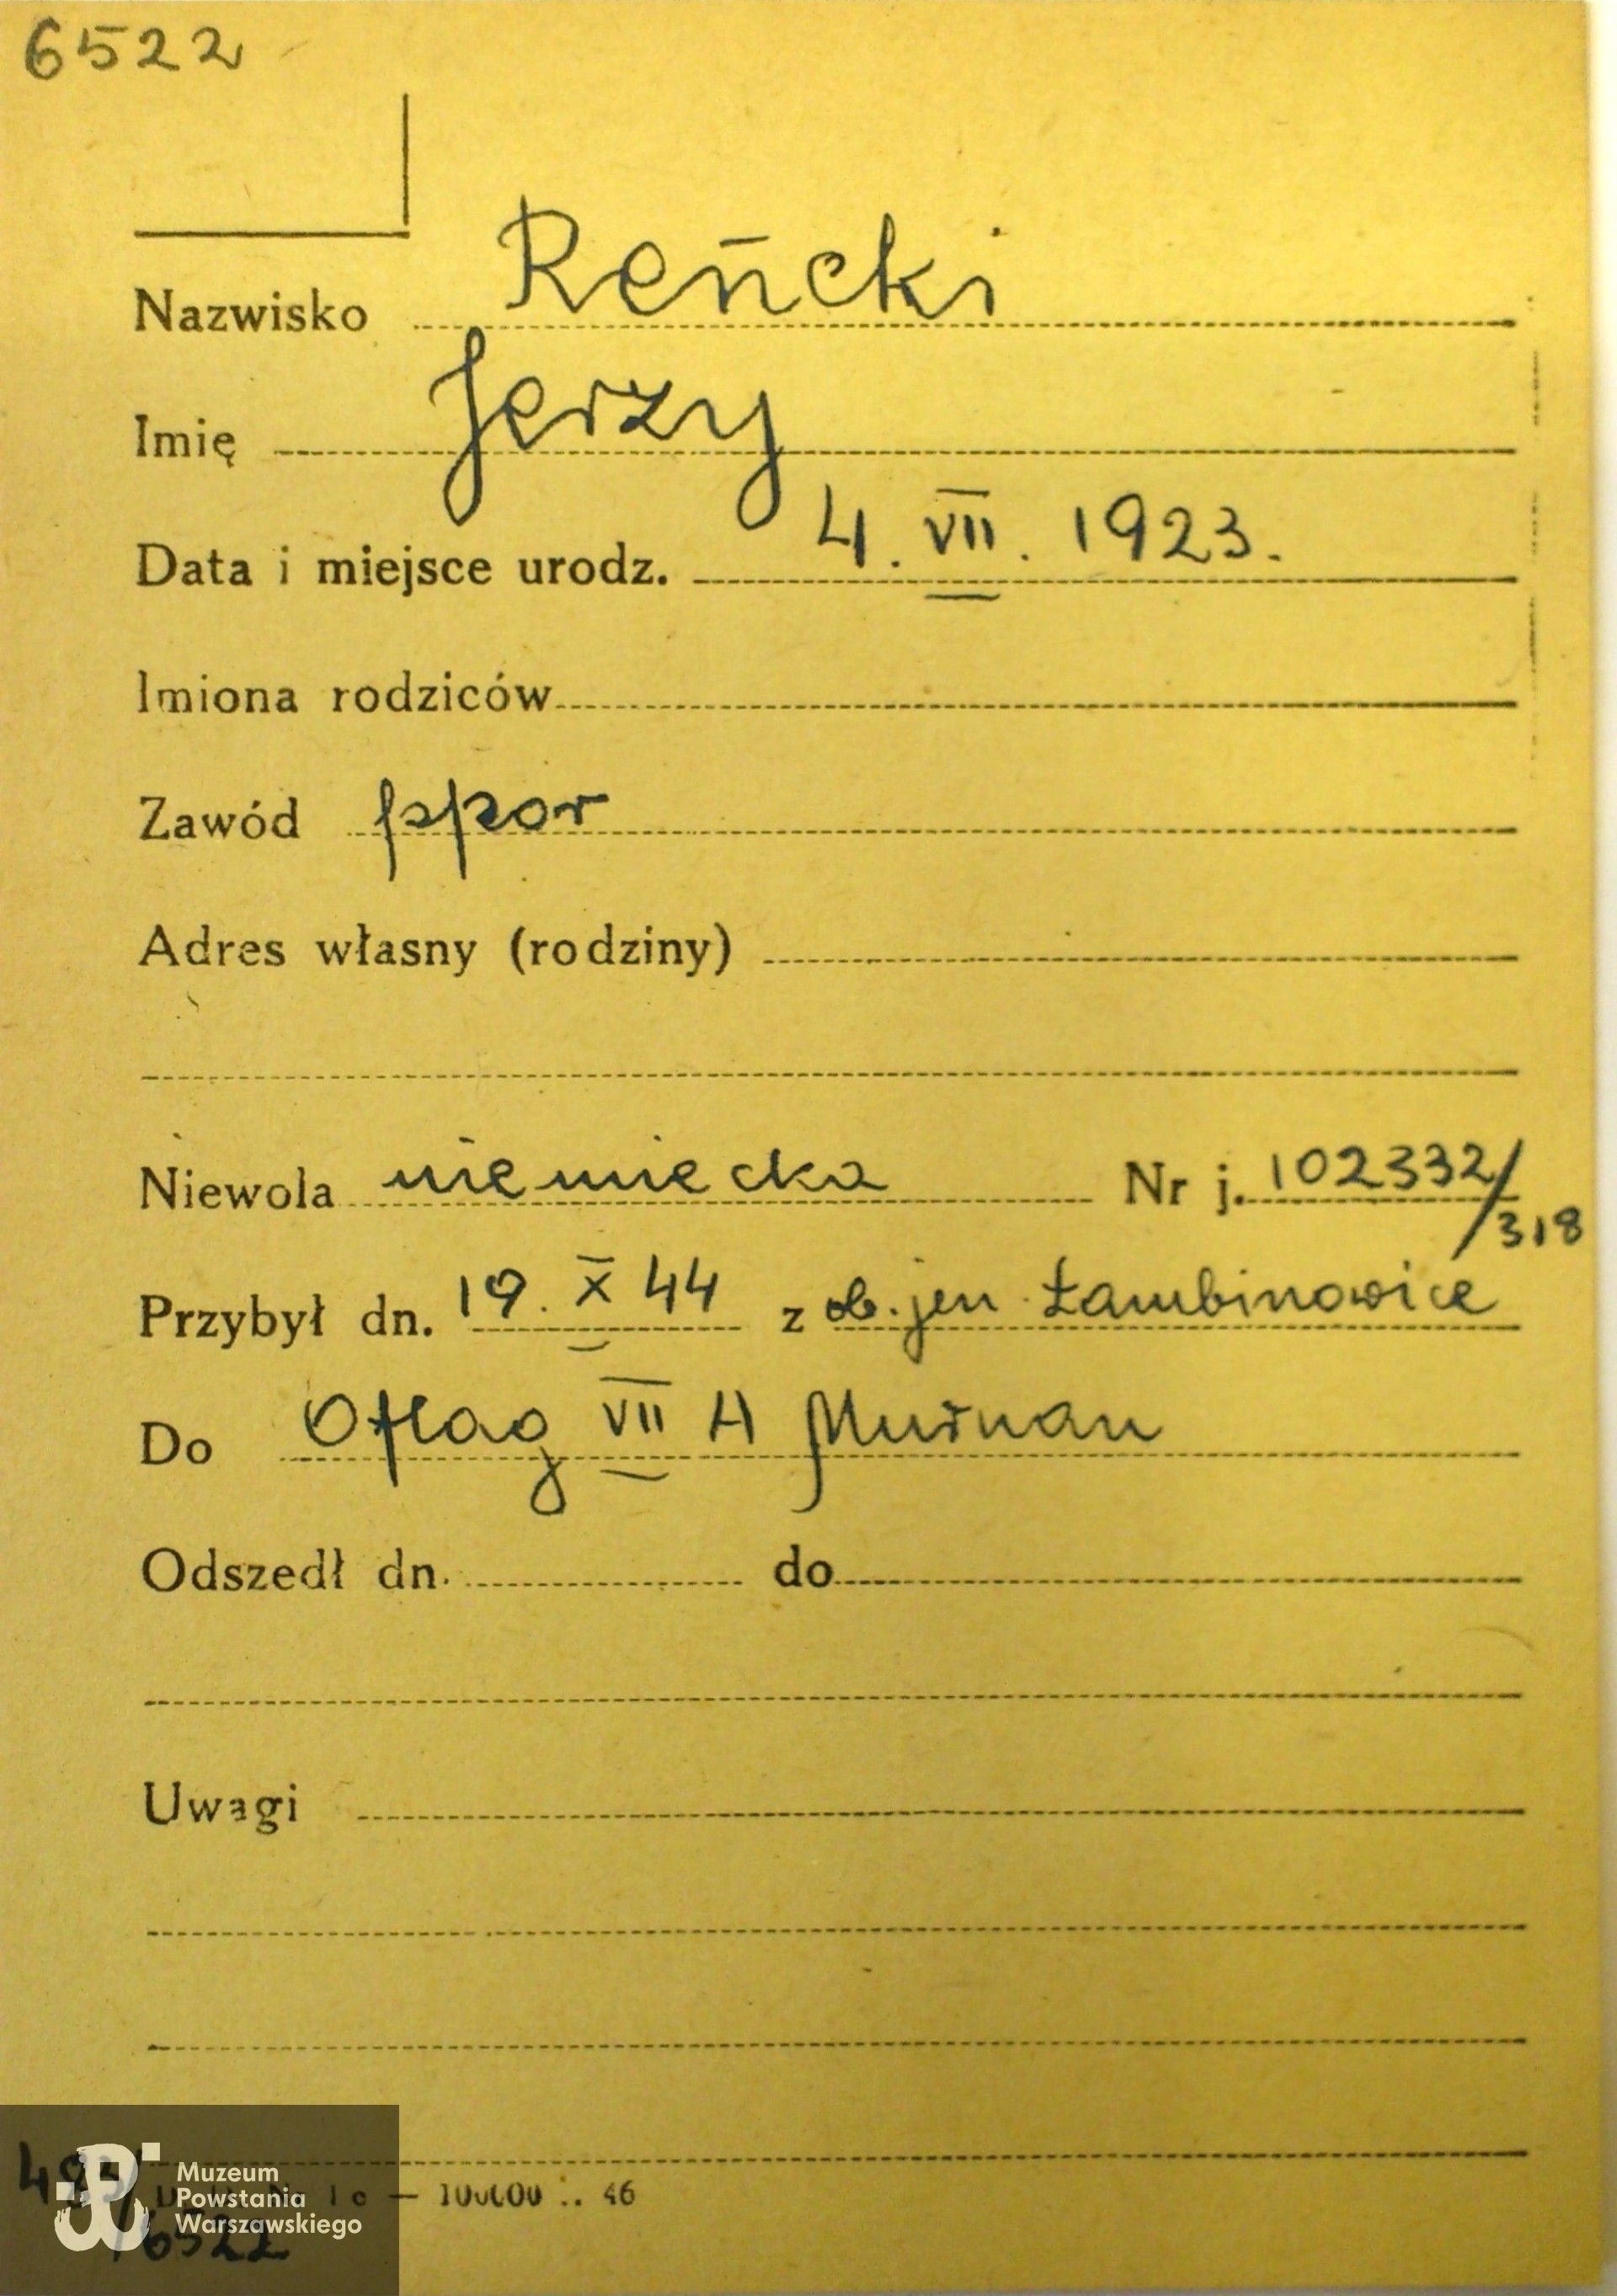 6522
Nazwisko Reńcki
Imię Jerzy
Data i miejsce urodz. 4. VII. 1923.
Imiona rodziców
Zawód ppor
Adres własny (rodziny)
Niewola niemiecka Nr j. 102332/318
Przybył dn. 19. X 44 z ob. jen Łambinowice
Do Oflag VII A Murnau
Odszedł dn. do
Uwagi
46
/6522
Muzeum
Powstania
Warszawskiego